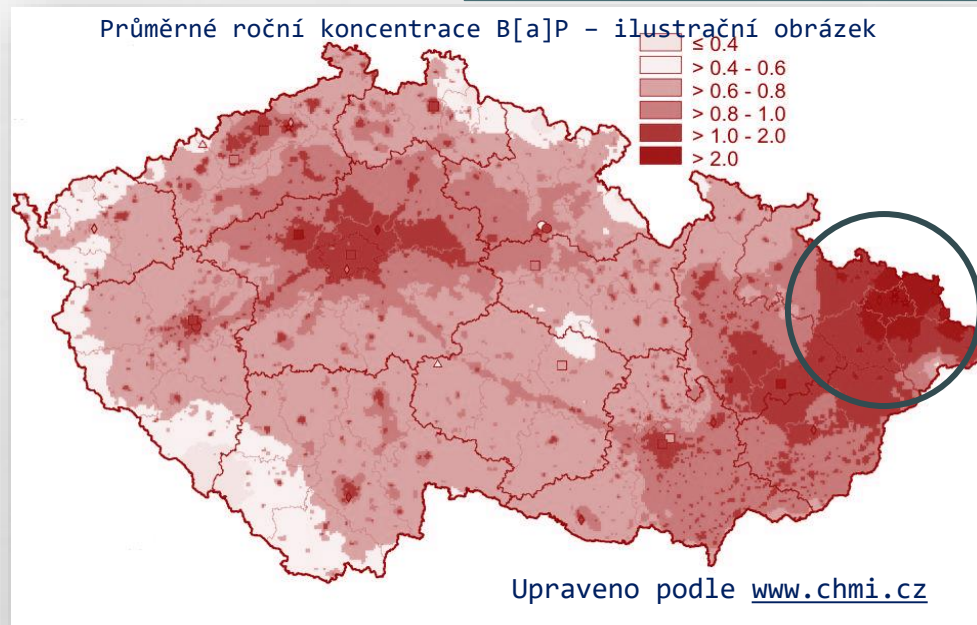 Průměrné roční koncentrace B[a]P – ilustrační obrázek
≤ 0.4
> 0.4 - 0.6
> 0.6 - 0.8
> 0.8 - 1.0
> 1.0 - 2.0
> 2.0
Upraveno podle www.chmi.cz